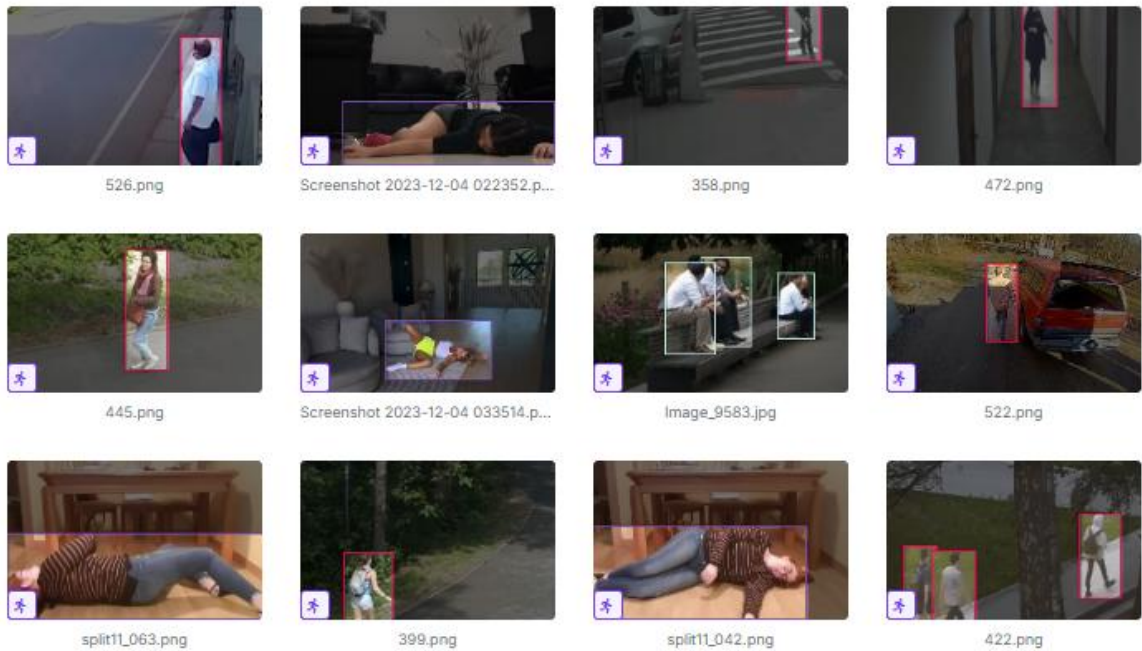 526.png
Screenshot 2023-12-04 022352.p...
358.png
472.png
445.png
Screenshot 2023-12-04 033514.p...
Image_9583.jpg
522.png
split11_063.png
399.png
split11_042.png
422.png